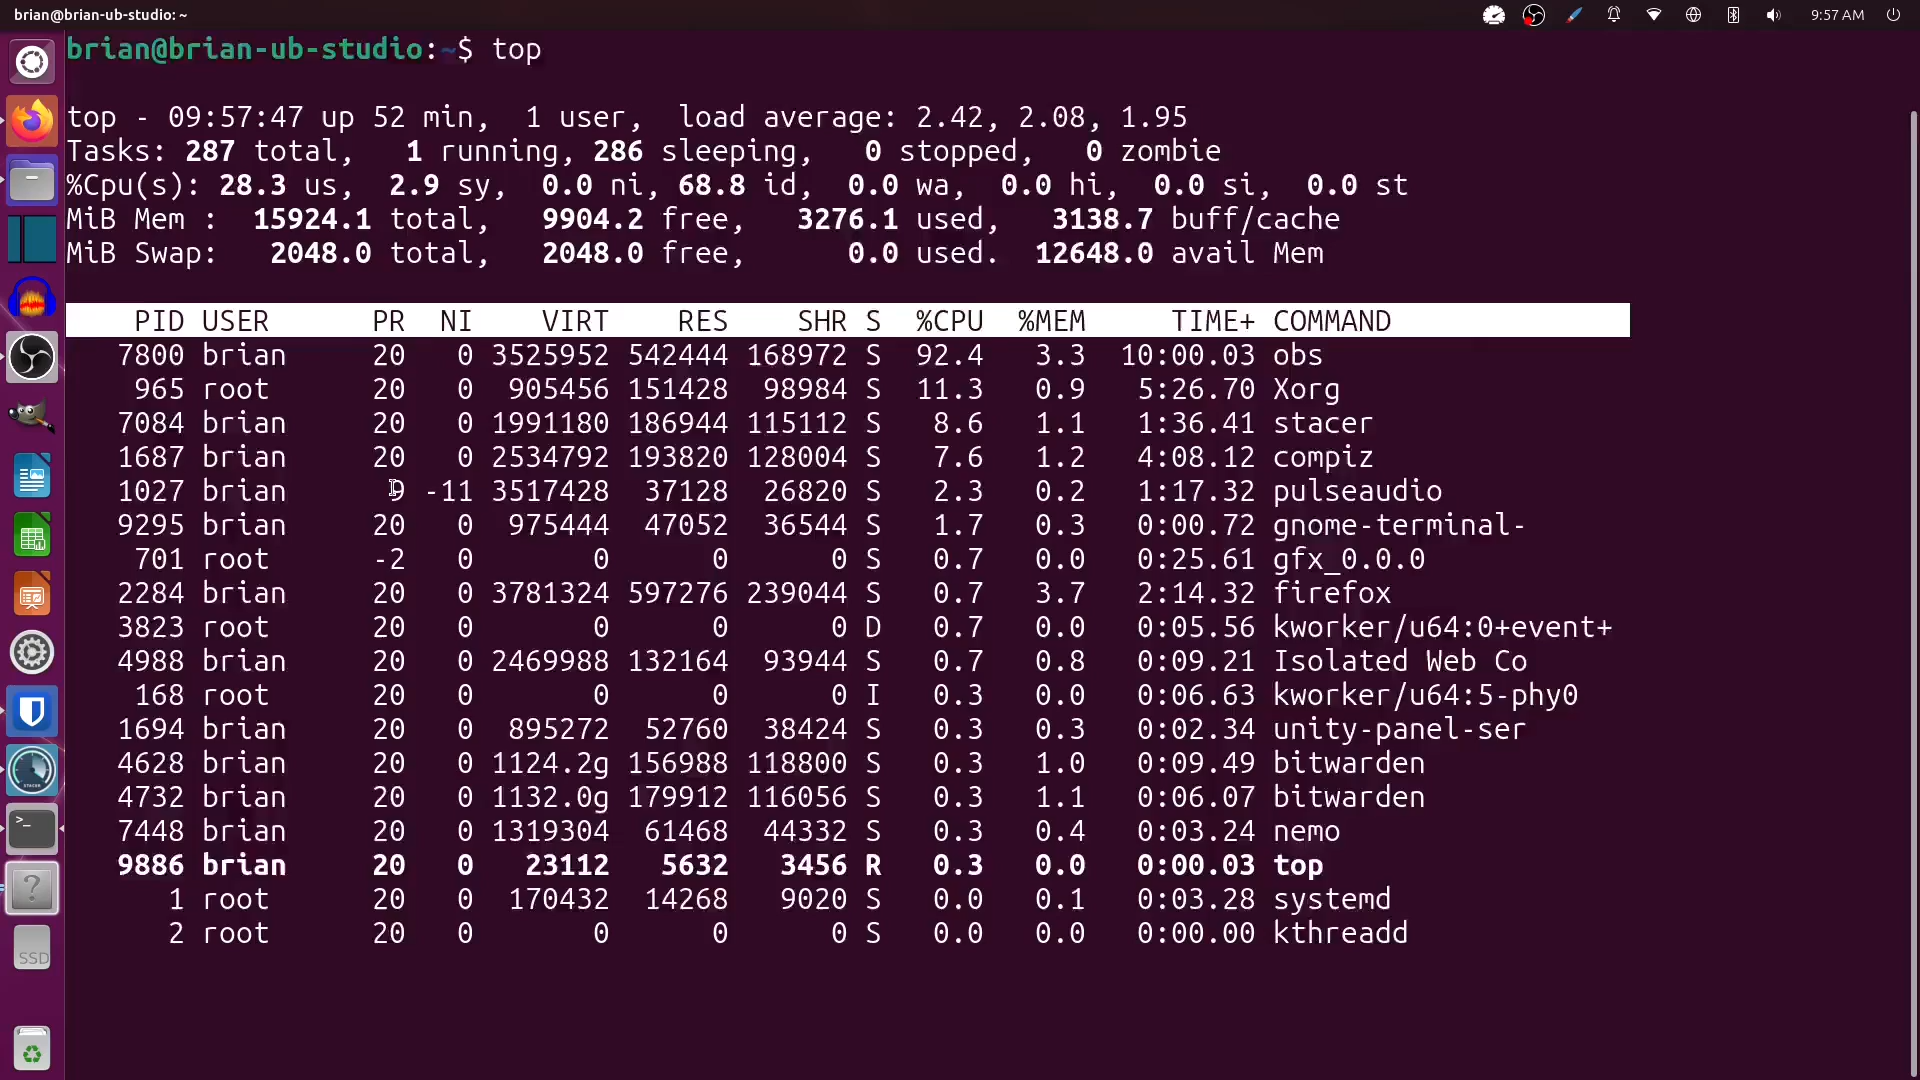 brian@brian-ub-studio: ~
9:57 AM
brian@brian-ub-studio:~$ top
top - 09:57:47 up 52 min,  1 user,  load average: 2.42, 2.08, 1.95
Tasks: 287 total,   1 running, 286 sleeping,   0 stopped,   0 zombie
%Cpu(s): 28.3 us,  2.9 sy,  0.0 ni, 68.8 id,  0.0 wa,  0.0 hi,  0.0 si,  0.0 st
MiB Mem :  15924.1 total,   9904.2 free,   3276.1 used,   3138.7 buff/cache
MiB Swap:   2048.0 total,   2048.0 free,      0.0 used.  12648.0 avail Mem
PID USER      PR  NI    VIRT    RES    SHR S  %CPU  %MEM     TIME+ COMMAND
7800 brian     20   0 3525952 542444 168972 S  92.4   3.3  10:00.03 obs
965 root      20   0  905456 151428  98984 S  11.3   0.9   5:26.70 Xorg
7084 brian     20   0 1991180 186944 115112 S   8.6   1.1   1:36.41 stacer
1687 brian     20   0 2534792 193820 128004 S   7.6   1.2   4:08.12 compiz
1027 brian      9 -11 3517428  37128  26820 S   2.3   0.2   1:17.32 pulseaudio
9295 brian     20   0  975444  47052  36544 S   1.7   0.3   0:00.72 gnome-terminal-
701 root      -2   0       0      0      0 S   0.7   0.0   0:25.61 gfx_0.0.0
2284 brian     20   0 3781324 597276 239044 S   0.7   3.7   2:14.32 firefox
3823 root      20   0       0      0      0 D   0.7   0.0   0:05.56 kworker/u64:0+event+
4988 brian     20   0 2469988 132164  93944 S   0.7   0.8   0:09.21 Isolated Web Co
168 root      20   0       0      0      0 I   0.3   0.0   0:06.63 kworker/u64:5-phy0
1694 brian     20   0  895272  52760  38424 S   0.3   0.3   0:02.34 unity-panel-ser
4628 brian     20   0 1124.2g 156988 118800 S   0.3   1.0   0:09.49 bitwarden
4732 brian     20   0 1132.0g 179912 116056 S   0.3   1.1   0:06.07 bitwarden
7448 brian     20   0 1319304  61468  44332 S   0.3   0.4   0:03.24 nemo
9886 brian     20   0   23112   5632   3456 R   0.3   0.0   0:00.03 top
1 root      20   0  170432  14268   9020 S   0.0   0.1   0:03.28 systemd
2 root      20   0       0      0      0 S   0.0   0.0   0:00.00 kthreadd
>_
?
SSD